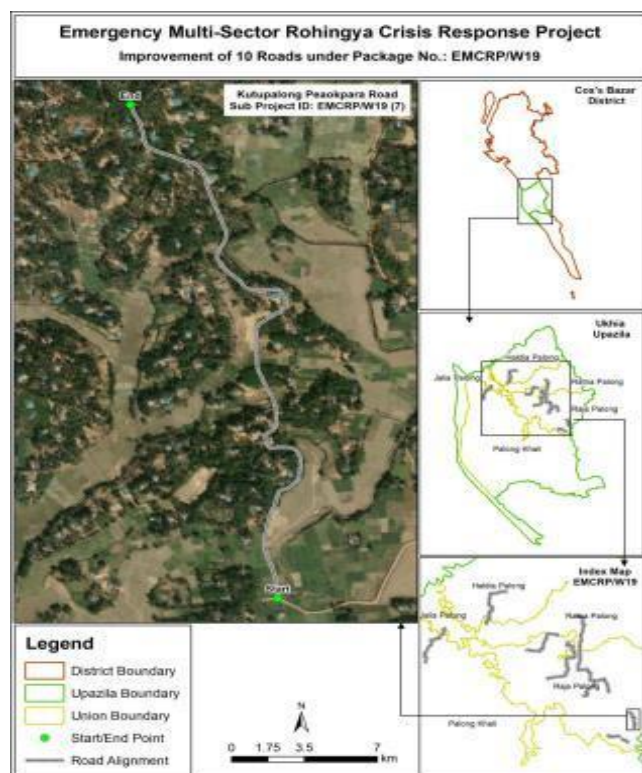 Emergency Multi-Sector Rohingya Crisis Response Project
Improvement of 10 Roads under Package No.: EMCRP/W19
Kutupalong Peaokpara Road
Sub Project ID: EMCRP/W19 (7)
End
Start
Cox's Bazar
District
Ukhia
Upazila
Haldia Palong
Jalia Palong
Ratna Palong
Raja Palong
Palong Khali
Index Map
EMCRP/W19
Haldia Palong
Jalia Palong
Ratna Palong
Raja Palong
Palong Khali
Legend
District Boundary
Upazila Boundary
Union Boundary
Start/End Point
Road Alignment
N
0 1.75 3.5 7
km